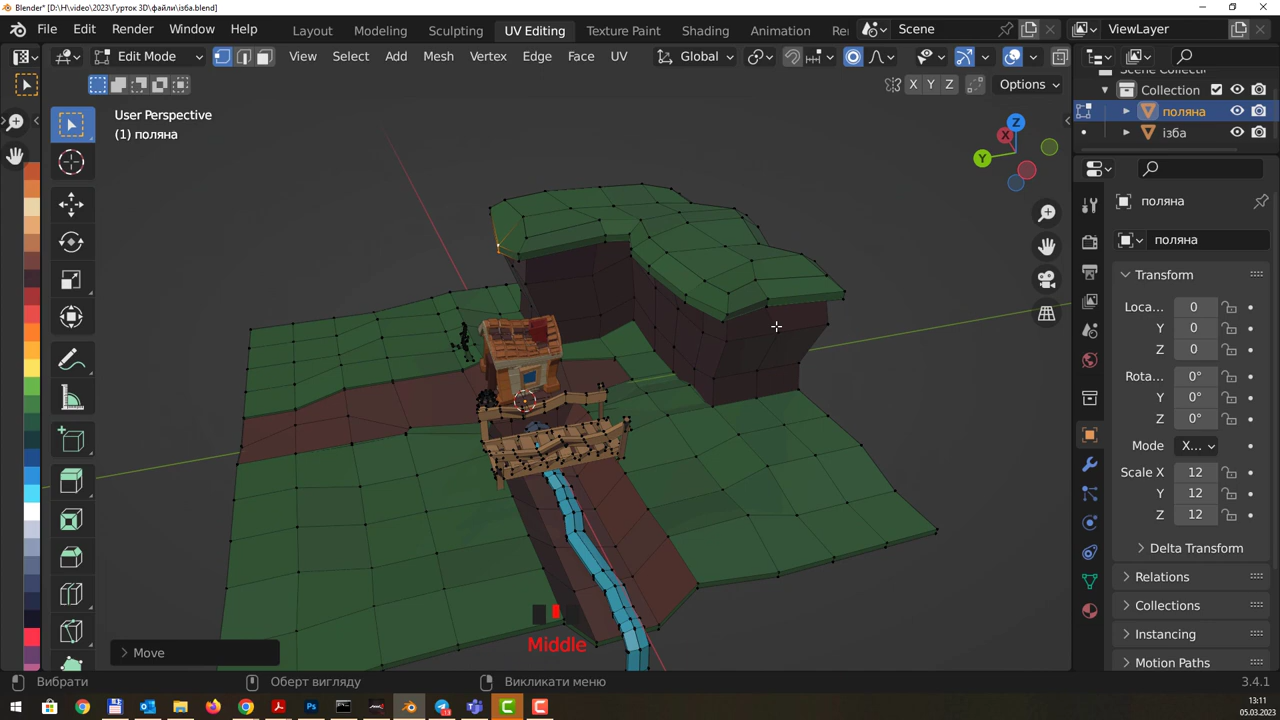 Blender* [D:\H\video\2023\Гурток 3D\файли\ізба.blend]
File Edit Render Window Help Layout Modeling Sculpting UV Editing Texture Paint Shading Animation Re Scene ViewLayer
Edit Mode View Select Add Mesh Vertex Edge Face UV Global
X Y Z Options
Scene Collecti
Collection
поляна
ізба
User Perspective
(1) поляна
Z
X
Y
поляна
поляна
Transform
Loca... 0
Y 0
Z 0
Rota... 0°
Y 0°
Z 0°
Mode X...
Scale X 12
Y 12
Z 12
Delta Transform
Relations
Collections
Instancing
Motion Paths
Middle
Move
Вибрати Оберт вигляду Викликати меню 3.4.1
13:11
05.03.2023